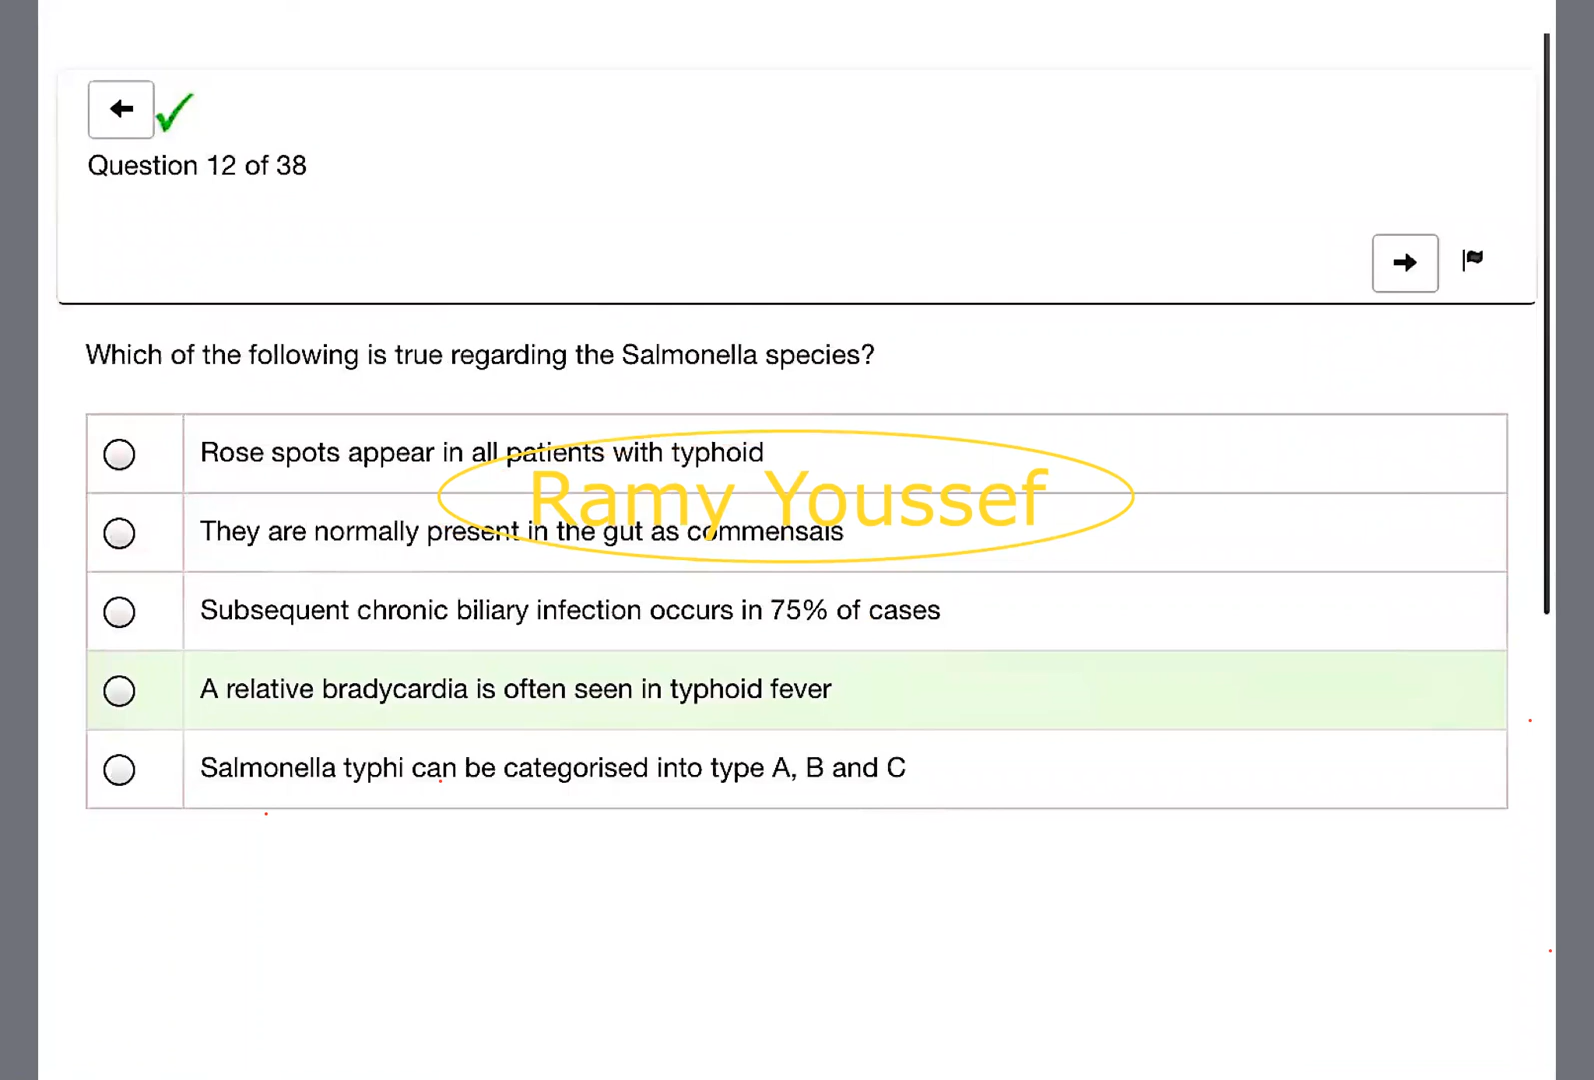 Question 12 of 38
Which of the following is true regarding the Salmonella species?
Rose spots appear in all patients with typhoid
Ramy Youssef
They are normally present in the gut as commensals
Subsequent chronic biliary infection occurs in 75% of cases
A relative bradycardia is often seen in typhoid fever
Salmonella typhi can be categorised into type A, B and C